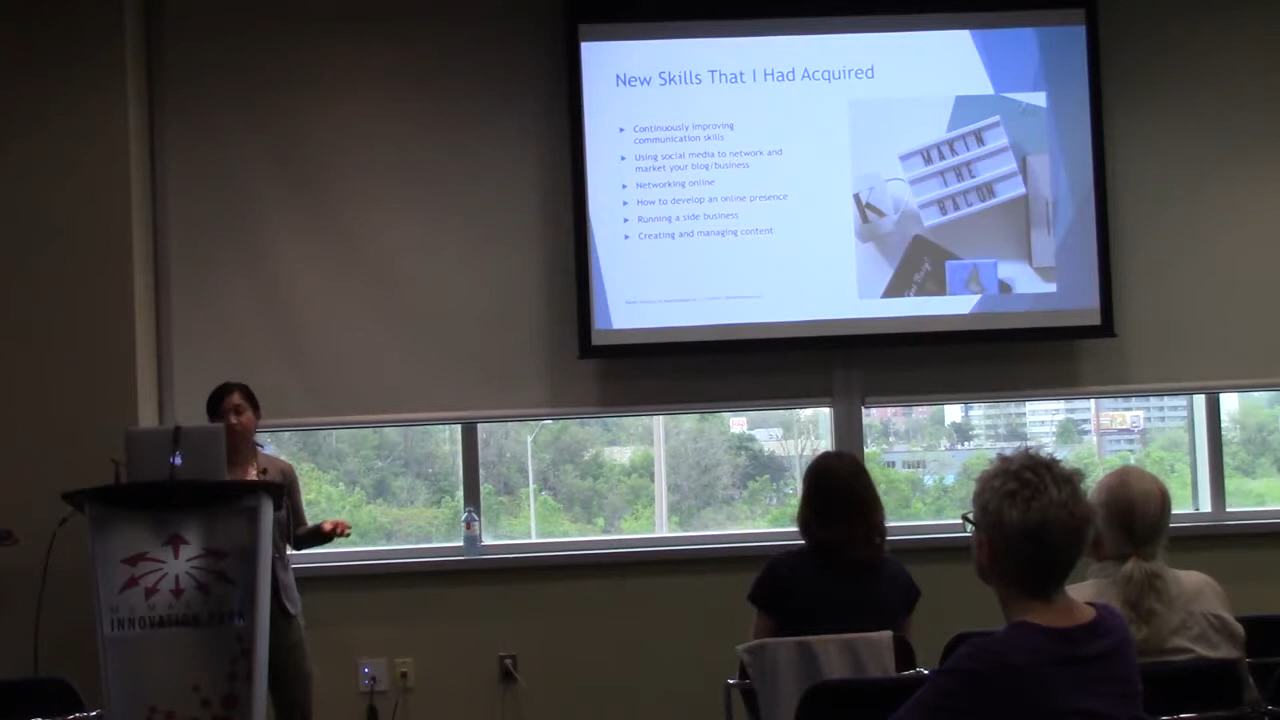 New Skills That I Had Acquired
Continuously improving
communication skills
Using social media to network and
market your blog/business
Networking online
How to develop an online presence
Running a side business
Creating and managing content
MAKIN
THE
BACON
K
INNOVATION PARK